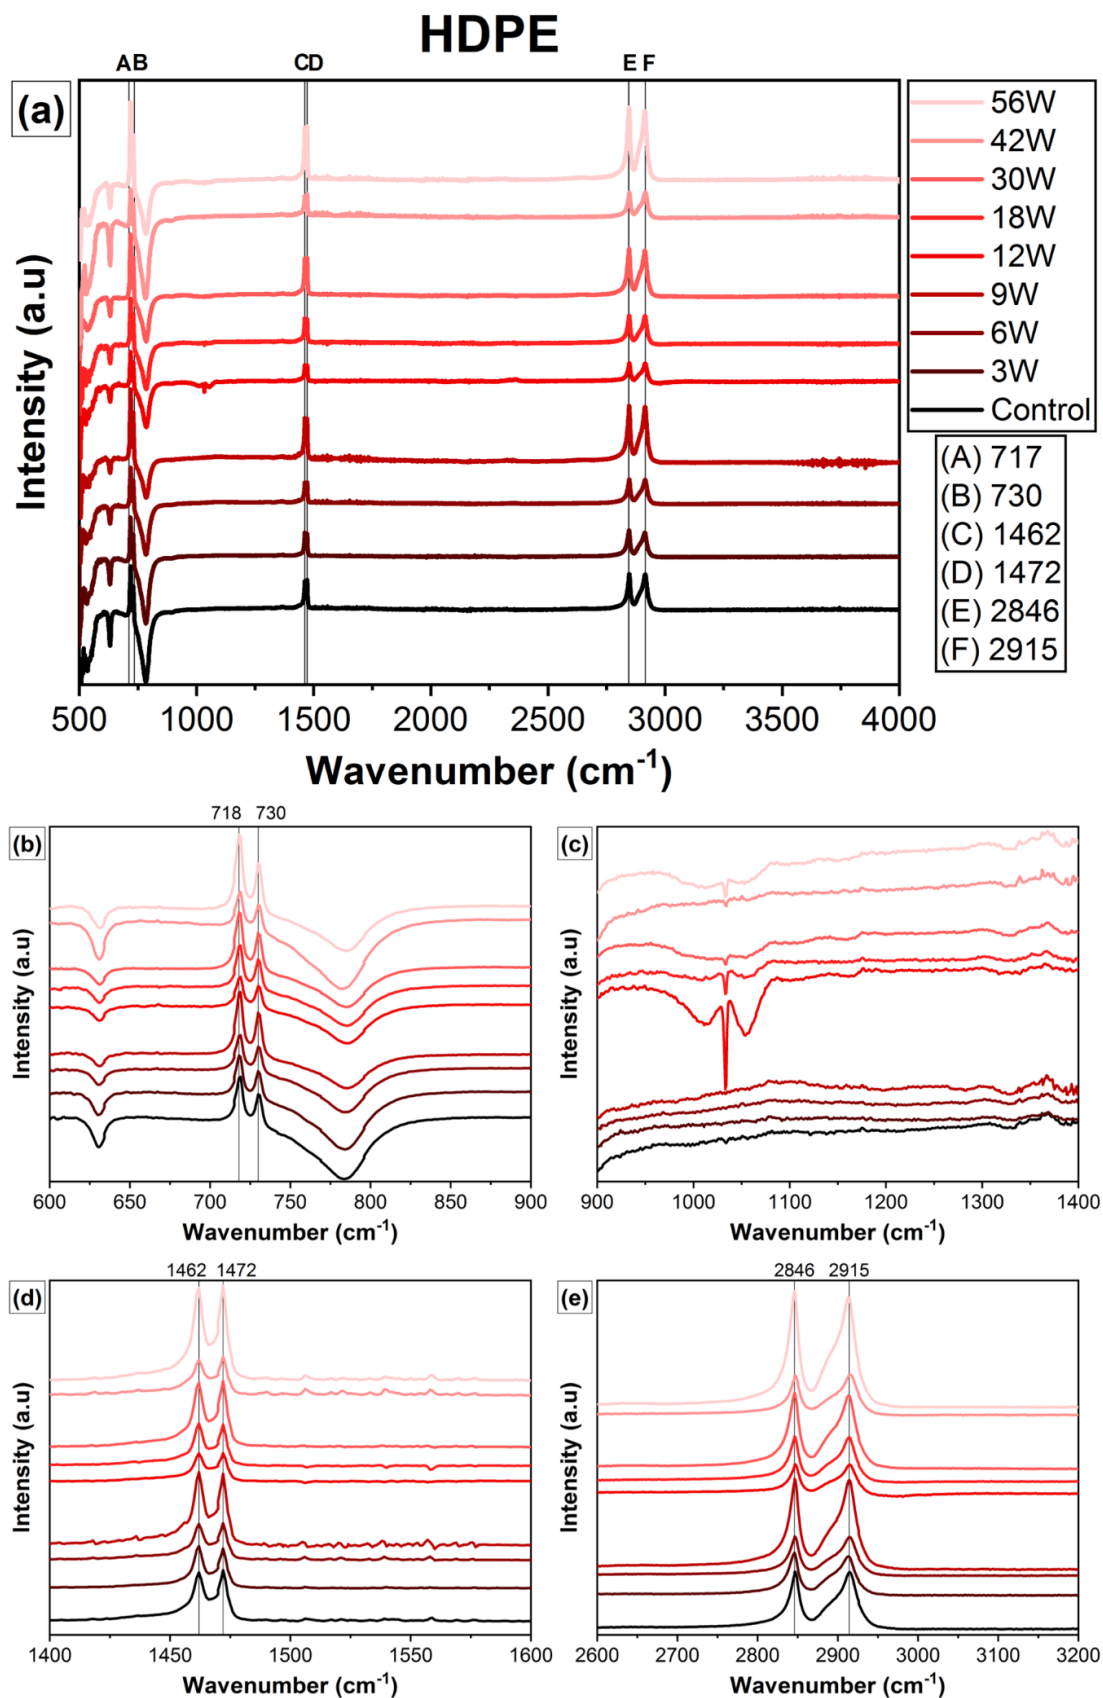 HDPE
A B CD E F
(a)
56W
42W
30W
18W
12W
9W
6W
3W
Control
(A) 717
(B) 730
(C) 1462
(D) 1472
(E) 2846
(F) 2915
Intensity (a.u)
500 1000 1500 2000 2500 3000 3500 4000
Wavenumber (cm-1)
718 730
(b)
Intensity (a.u)
600 650 700 750 800 850 900
Wavenumber (cm-1)
(c)
Intensity (a.u)
900 1000 1100 1200 1300 1400
Wavenumber (cm-1)
1462 1472
(d)
Intensity (a.u)
1400 1450 1500 1550 1600
Wavenumber (cm-1)
2846 2915
(e)
Intensity (a.u)
2600 2700 2800 2900 3000 3100 3200
Wavenumber (cm-1)